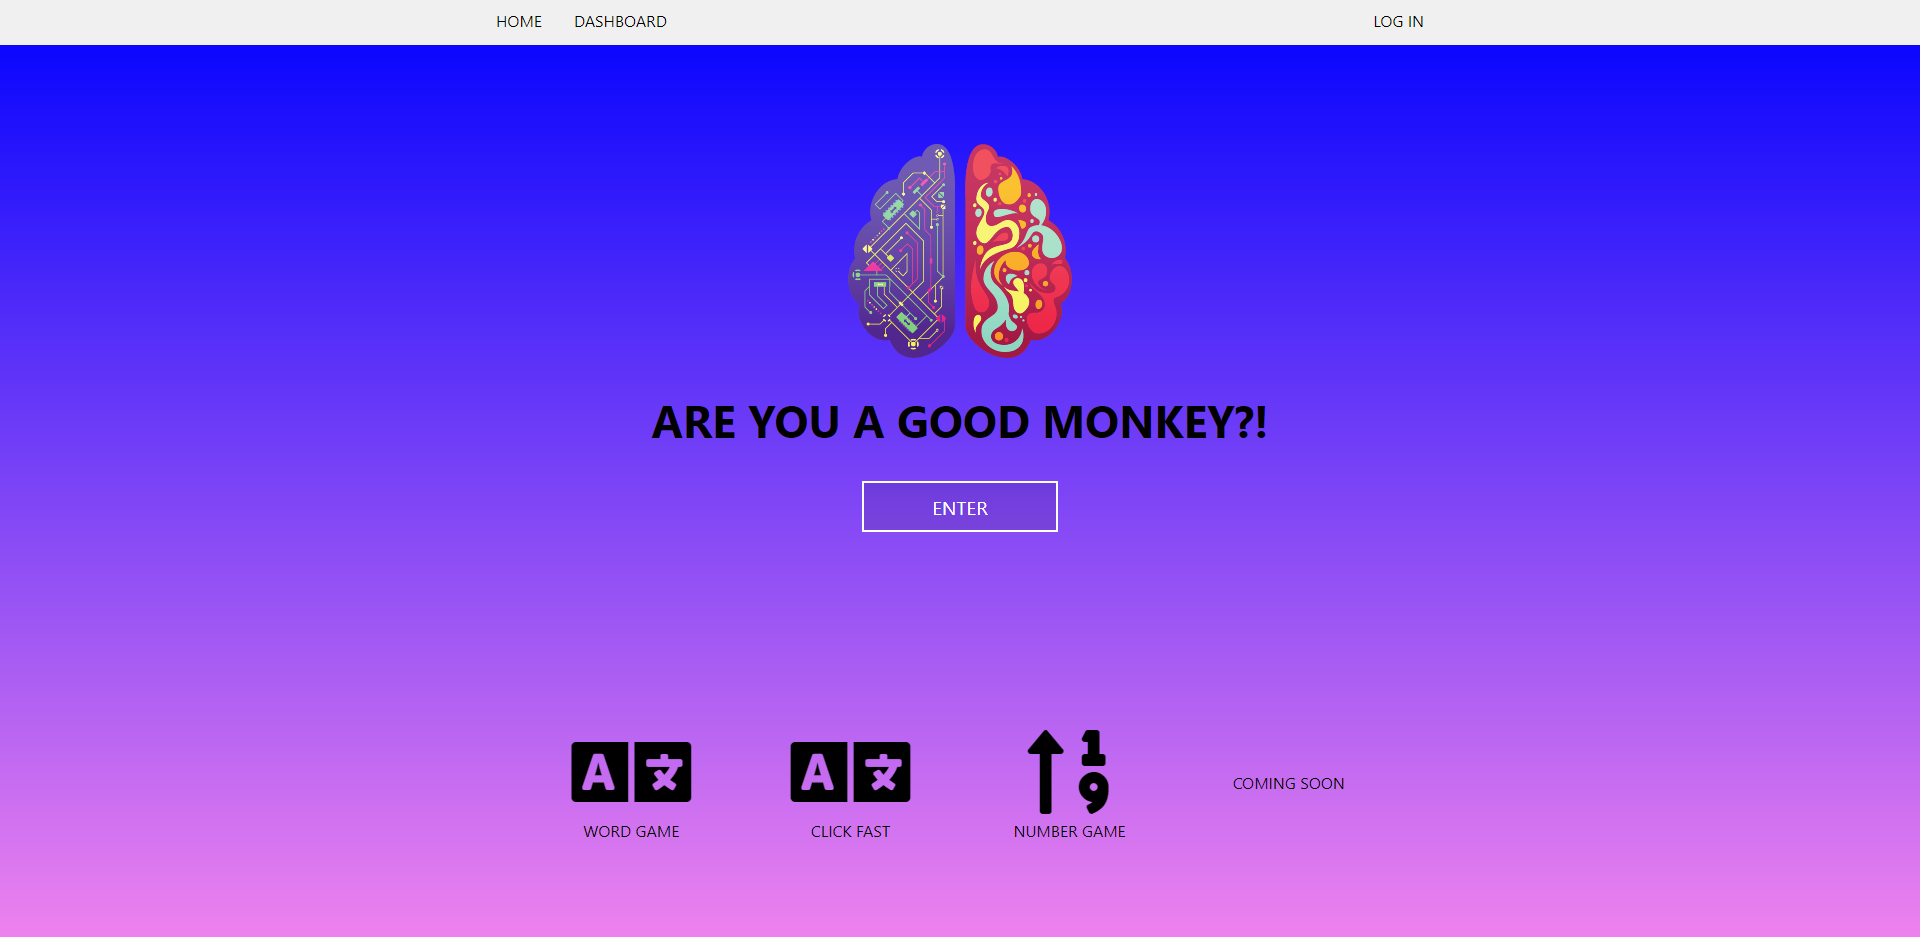 HOME DASHBOARD LOG IN
ARE YOU A GOOD MONKEY?!
ENTER
A 文 A 文 1 9
COMING SOON
WORD GAME CLICK FAST NUMBER GAME